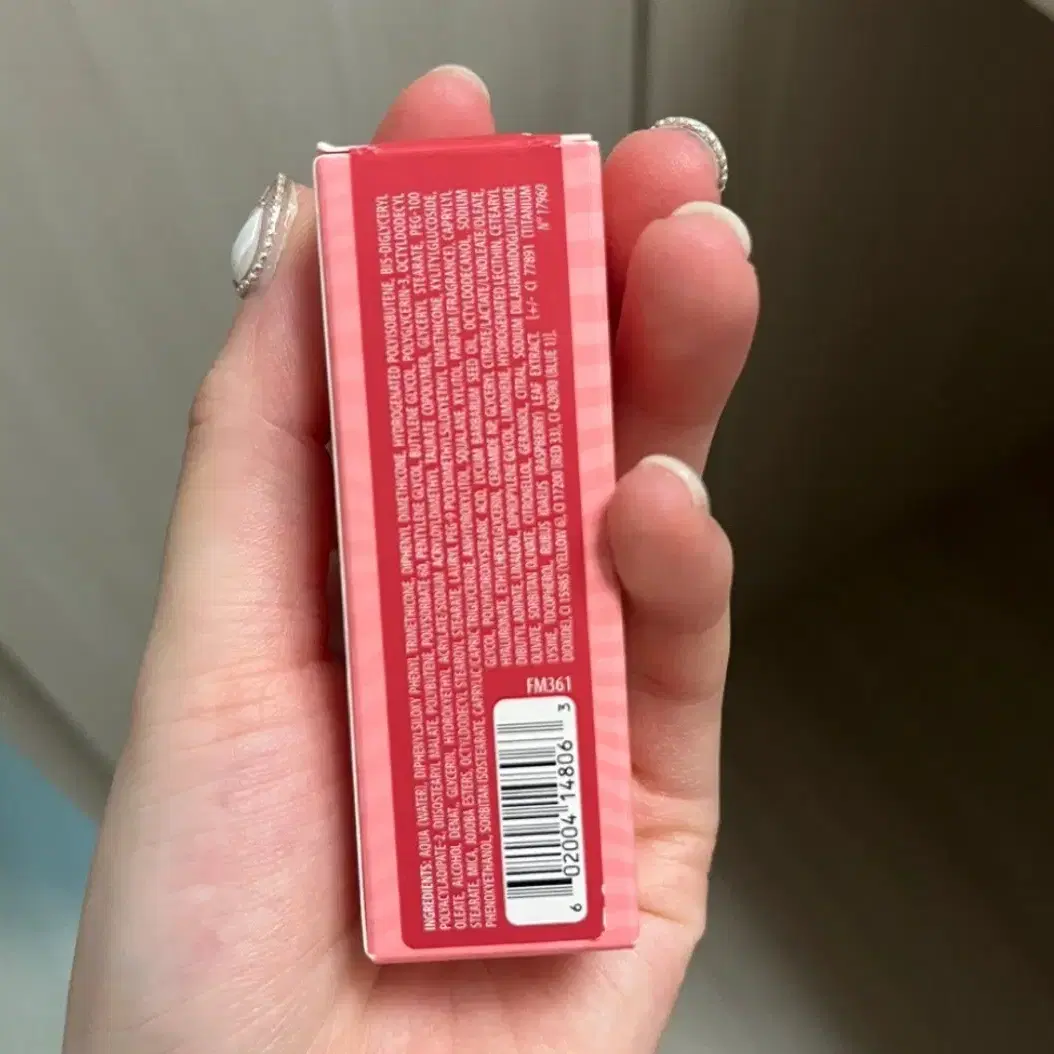 INGREDIENTS: AQUA (WATER), DIPHENYLSILOXY PHENYL TRIMETHICONE, DIPHENYL DIMETHICONE, HYDROGENATED POLYISOBUTENE, BIS-DIGLYCERYL
POLYACYLADIPATE-2, DIISOSTEARYL MALATE, POLYBUTENE, POLYSORBATE 60, PENTYLENE GLYCOL, BUTYLENE GLYCOL, POLYGLYCERIN-3, OCTYLDODECYL
OLEATE, ALCOHOL DENAT., GLYCERIN, HYDROXYETHYL ACRYLATE/SODIUM ACRYLOYLDIMETHYL TAURATE COPOLYMER, GLYCERYL STEARATE, PEG-100
STEARATE, MICA, JOJOBA ESTERS, OCTYLDODECYL STEAROYL STEARATE, LAURYL PEG-9 POLYDIMETHYLSILOXYETHYL DIMETHICONE, XYLITYLGLUCOSIDE,
PHENOXYETHANOL, SORBITAN ISOSTEARATE, CAPRYLIC/CAPRIC TRIGLYCERIDE, ANHYDROXYLITOL, SQUALANE, XYLITOL, PARFUM (FRAGRANCE), CAPRYLYL
GLYCOL, POLYHYDROXYSTEARIC ACID, LYCIUM BARBARUM SEED OIL, OCTYLDODECANOL, SODIUM
HYALURONATE, ETHYLHEXYLGLYCERIN, CERAMIDE NP, GLYCERYL CITRATE/LACTATE/LINOLEATE/OLEATE,
DIBUTYL ADIPATE, LINALOOL, DIPROPYLENE GLYCOL, LIMONENE, HYDROGENATED LECITHIN, CETEARYL
OLIVATE, SORBITAN OLIVATE, CITRONELLOL, GERANIOL, CITRAL, SODIUM DILAURAMIDOGLUTAMIDE
LYSINE, TOCOPHEROL, RUBUS IDAEUS (RASPBERRY) LEAF EXTRACT. [+/- CI 77891 (TITANIUM
DIOXIDE), CI 15985 (YELLOW 6), CI 17200 (RED 33), CI 42090 (BLUE 1)].
N° 17960
FM361
6 02004 14806 3